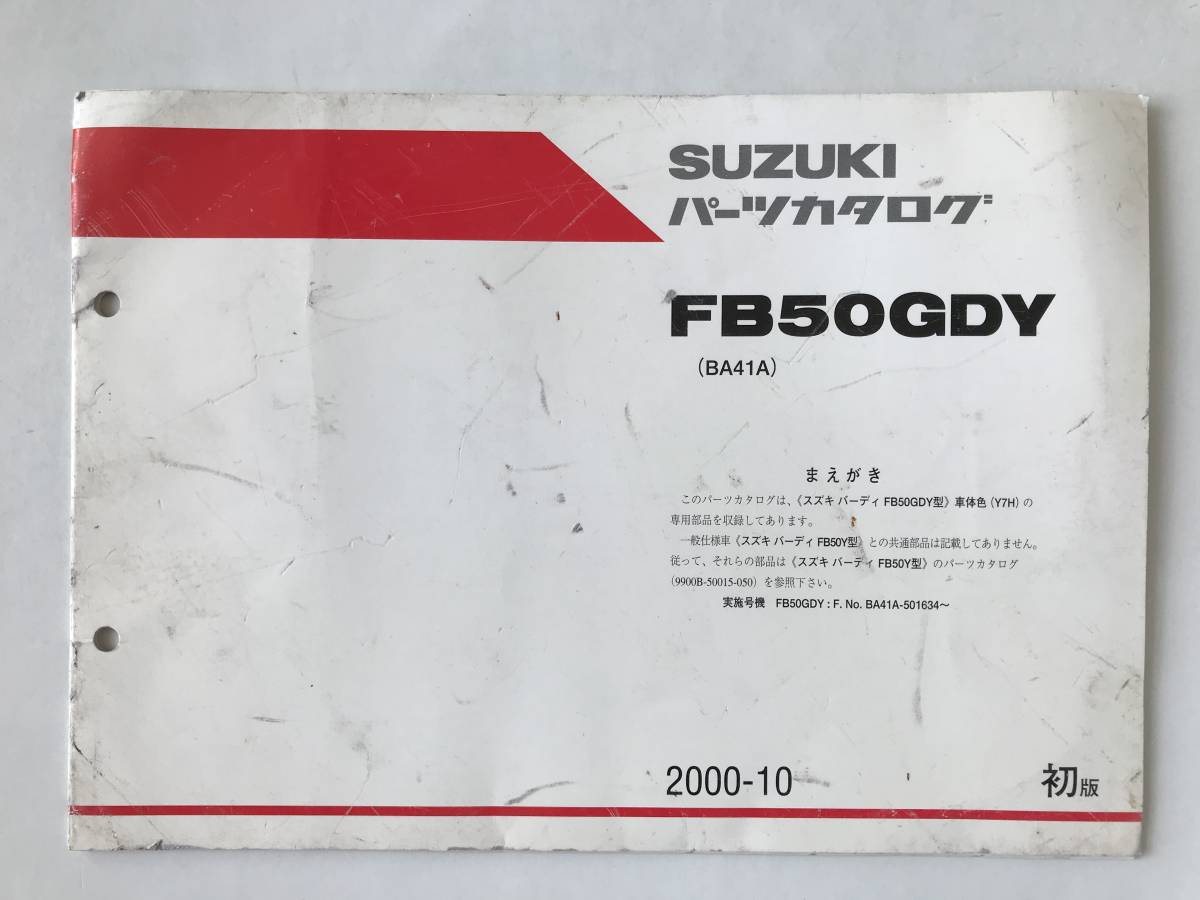 SUZUKI
パーツカタログ
FB50GDY
(BA41A)
まえがき
このパーツカタログは、《スズキ バーディ FB50GDY型》車体色(Y7H)の
専用部品を収録してあります。
一般仕様車《スズキ バーディ FB50Y型》との共通部品は記載してありません。
従って、それらの部品は《スズキ バーディ FB50Y型》のパーツカタログ
(9900B-50015-050)を参照下さい。
実施号機 FB50GDY : F. No. BA41A-501634〜
2000-10
初版